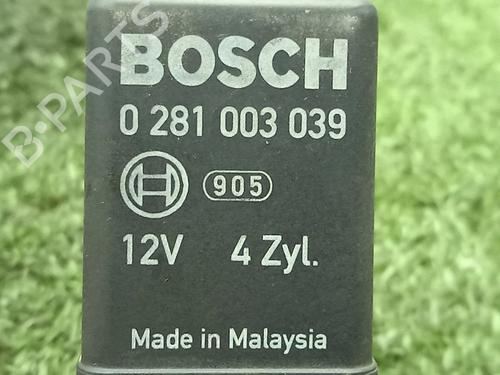 BOSCH
0 281 003 039
905
12V 4 Zyl.
Made in Malaysia
B-PARTS